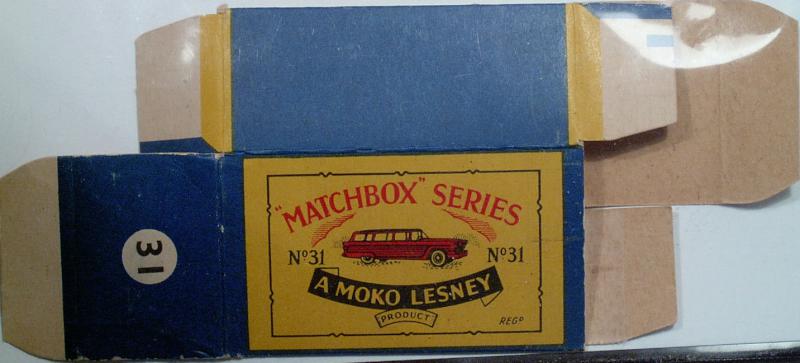 "MATCHBOX" SERIES
Nº31 Nº31
A MOKO LESNEY
PRODUCT
REGD
31